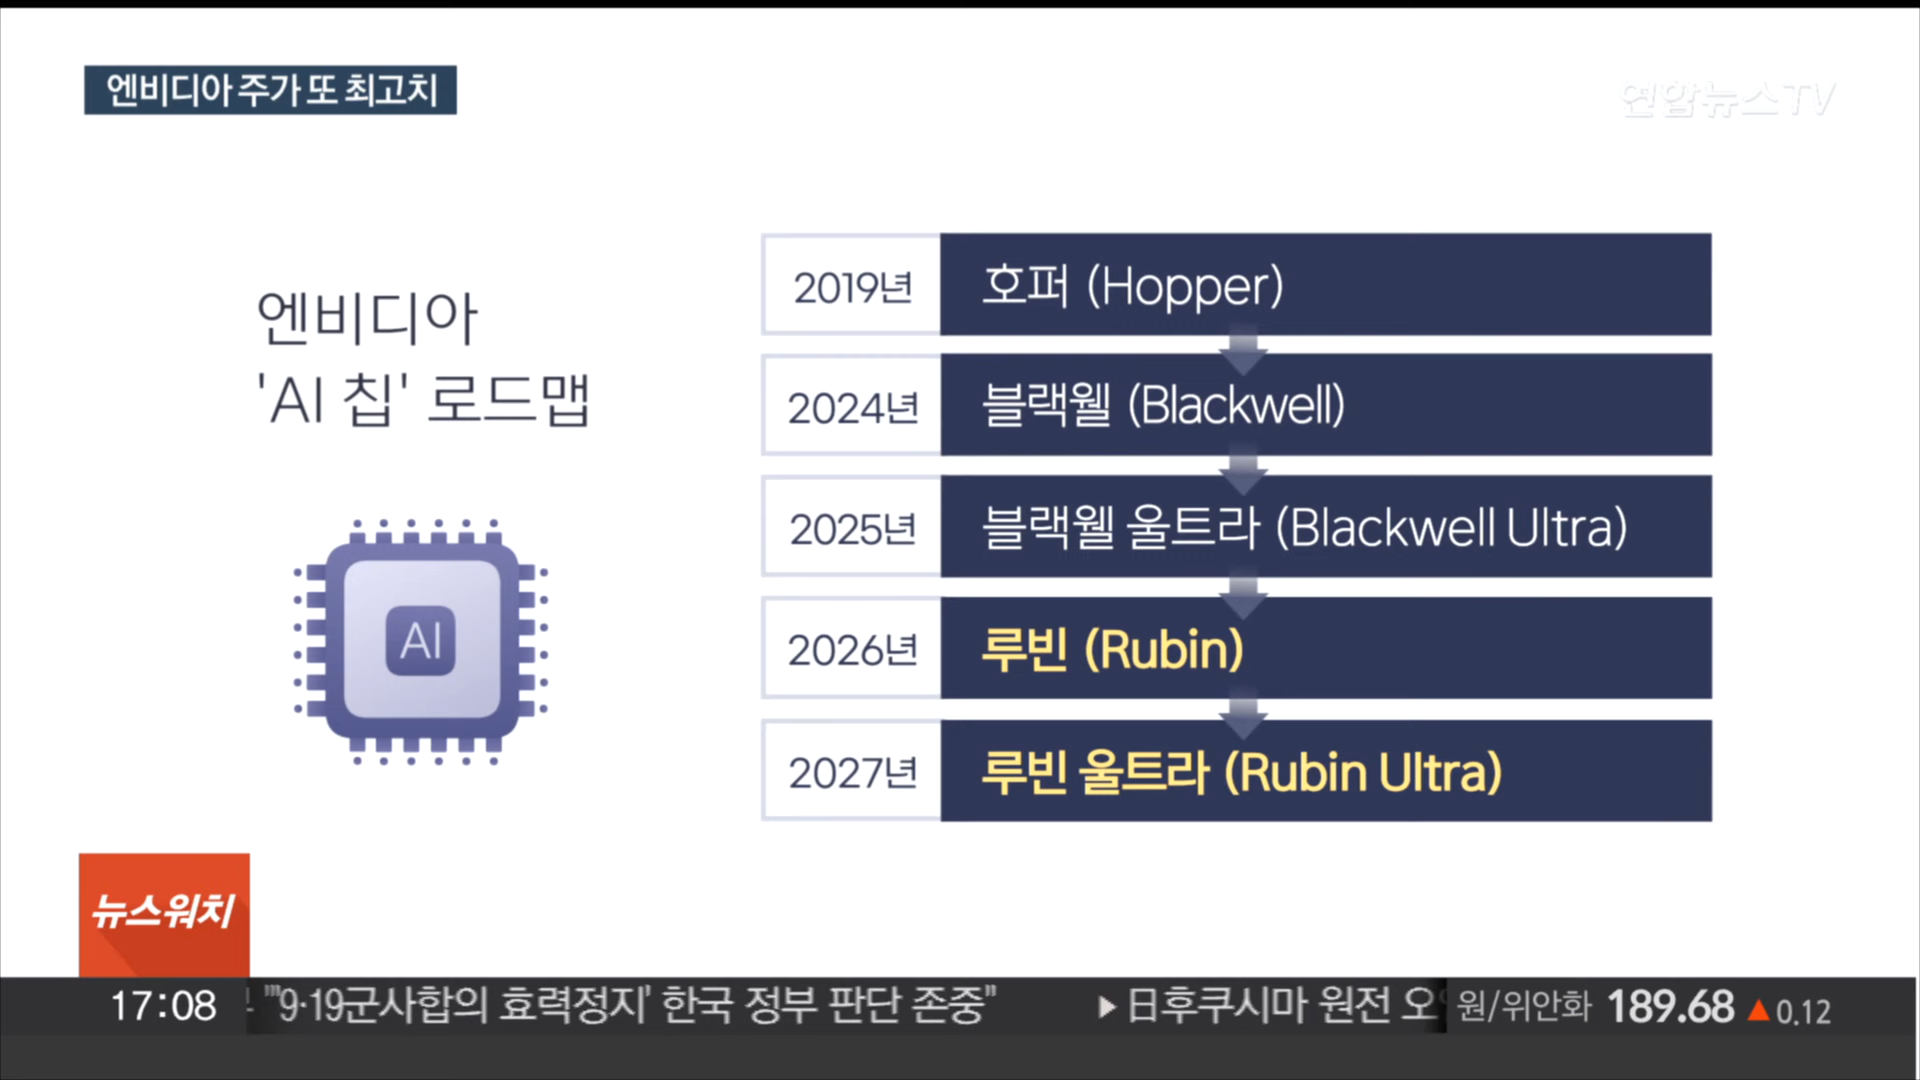 엔비디아 주가 또 최고치
연합뉴스TV
엔비디아
'AI 칩' 로드맵
AI
2019년 호퍼 (Hopper)
2024년 블랙웰 (Blackwell)
2025년 블랙웰 울트라 (Blackwell Ultra)
2026년 루빈 (Rubin)
2027년 루빈 울트라 (Rubin Ultra)
뉴스워치
17:08 "'9·19군사합의 효력정지' 한국 정부 판단 존중" ▶日후쿠시마 원전 오 원/위안화 189.68 ▲0.12